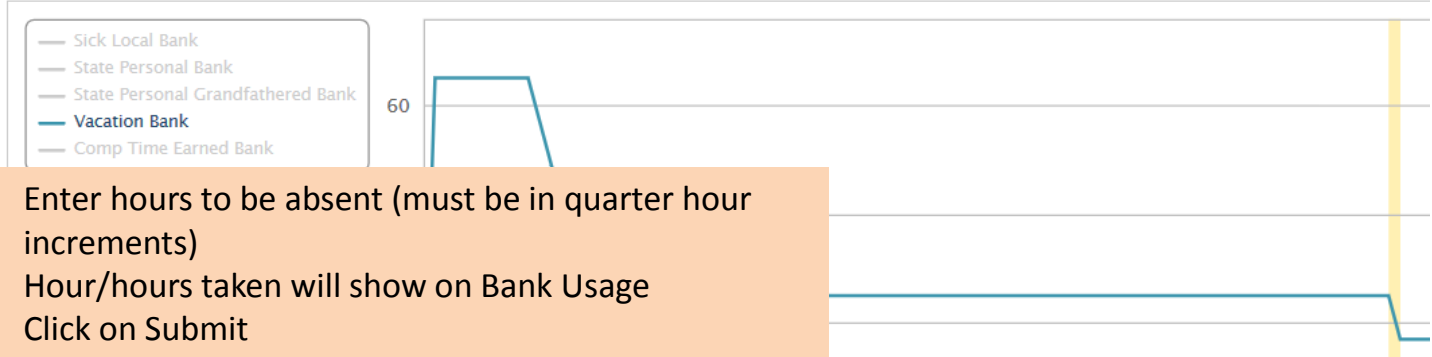 Sick Local Bank
State Personal Bank
State Personal Grandfathered Bank
Vacation Bank
Comp Time Earned Bank
60
Enter hours to be absent (must be in quarter hour
increments)
Hour/hours taken will show on Bank Usage
Click on Submit